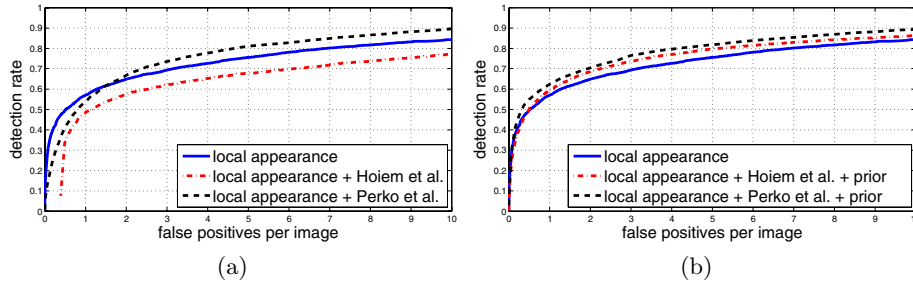 1
0.9
0.8
0.7
0.6
0.5
0.4
0.3
0.2
0.1
0
detection rate
local appearance
local appearance + Hoiem et al.
local appearance + Perko et al.
0 1 2 3 4 5 6 7 8 9 10
false positives per image
(a)
1
0.9
0.8
0.7
0.6
0.5
0.4
0.3
0.2
0.1
0
detection rate
local appearance
local appearance + Hoiem et al. + prior
local appearance + Perko et al. + prior
0 1 2 3 4 5 6 7 8 9
false positives per image
(b)